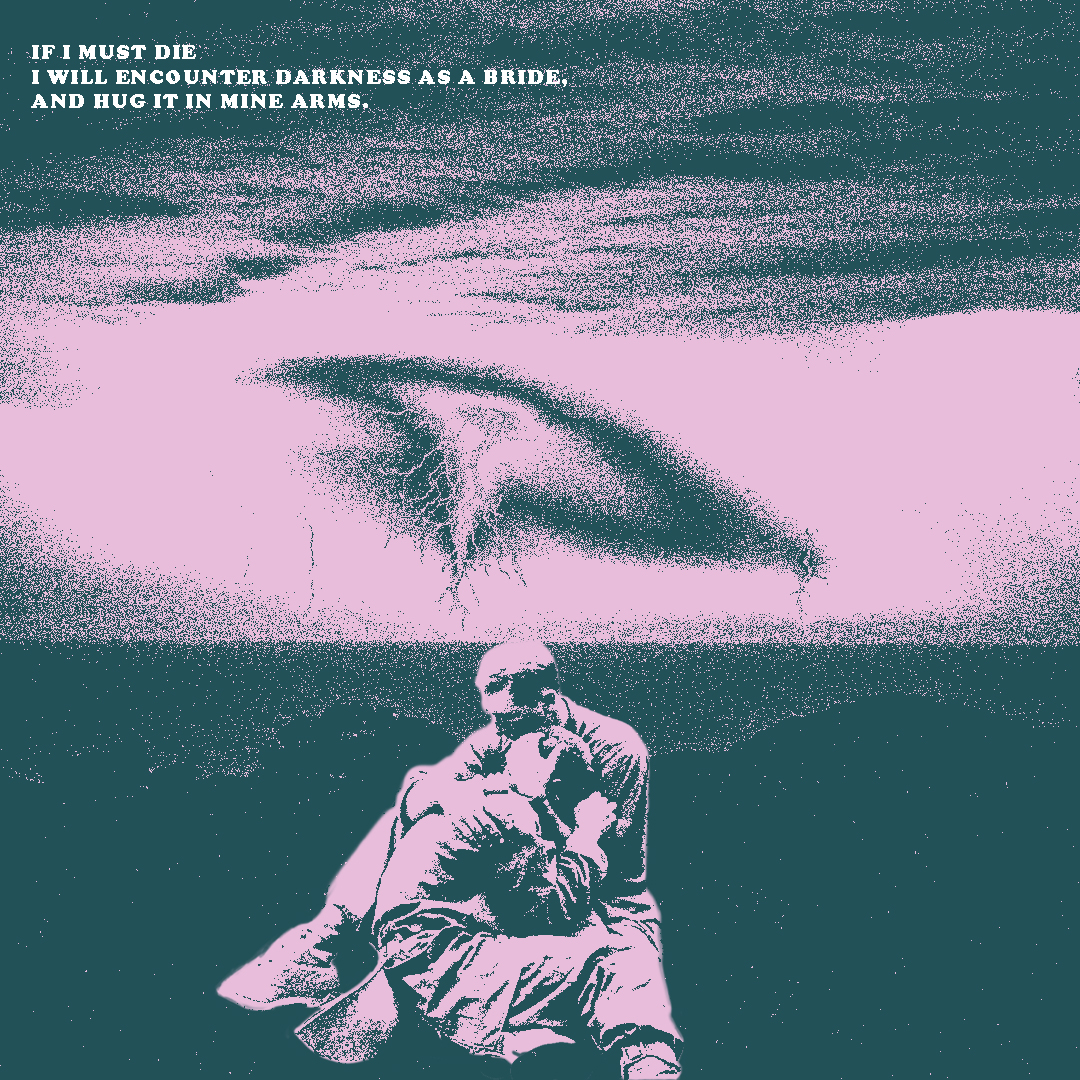 IF I MUST DIE
I WILL ENCOUNTER DARKNESS AS A BRIDE,
AND HUG IT IN MINE ARMS.